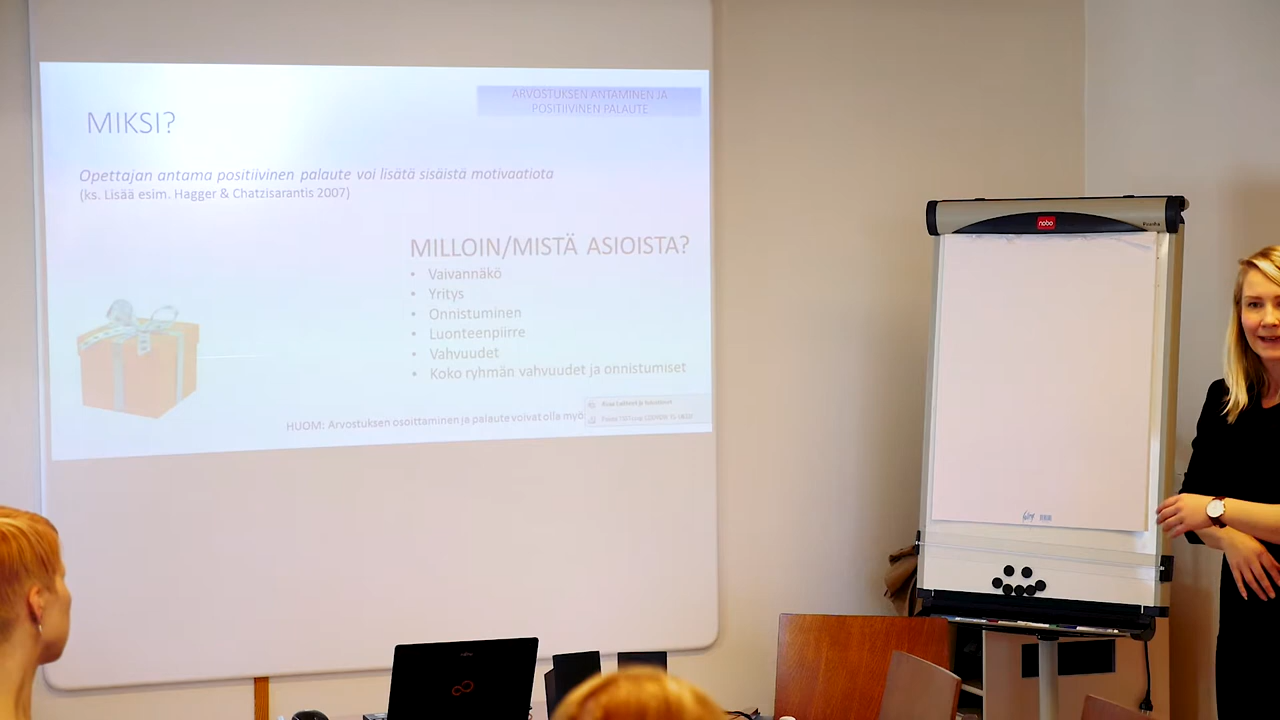 ARVOSTUKSEN ANTAMINEN JA
POSITIIVINEN PALAUTE
MIKSI?
Opettajan antama positiivinen palaute voi lisätä sisäistä motivaatiota
(ks. Lisää esim. Hagger & Chatzisarantis 2007)
MILLOIN/MISTÄ ASIOISTA?
• Vaivannäkö
• Yritys
• Onnistuminen
• Luonteenpiirre
• Vahvuudet
• Koko ryhmän vahvuudet ja onnistumiset
HUOM: Arvostuksen osoittaminen ja palaute voivat olla myös
nobo